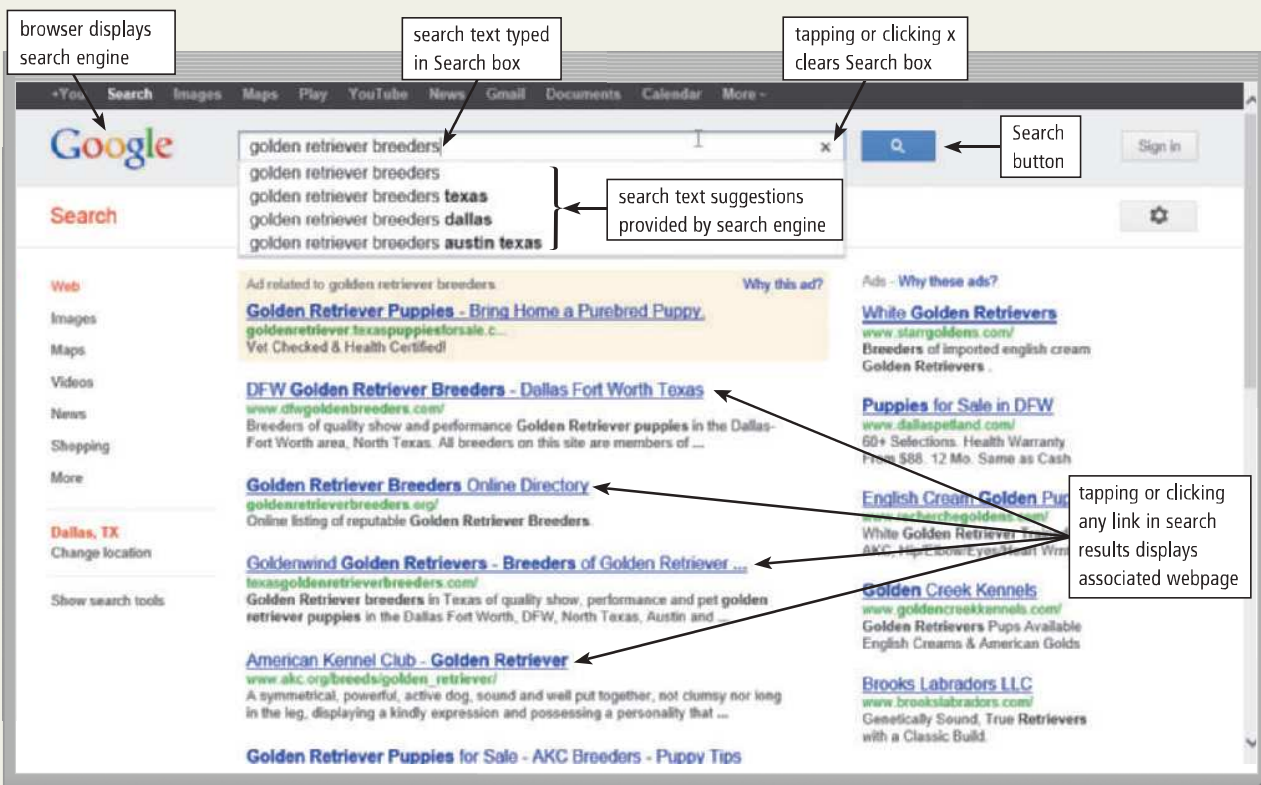 browser displays
search engine
search text typed
in Search box
tapping or clicking x
clears Search box
+You Search Images Maps Play YouTube News Gmail Documents Calendar More
Google
golden retriever breeders
x
Search
button
Sign in
golden retriever breeders
golden retriever breeders texas
golden retriever breeders dallas
golden retriever breeders austin texas
search text suggestions
provided by search engine
Search
Web
Images
Maps
Videos
News
Shopping
More
Dallas, TX
Change location
Show search tools
Ad related to golden retriever breeders Why this ad?
Golden Retriever Puppies - Bring Home a Purebred Puppy.
goldenretriever.texaspuppiesforsale.c...
Vet Checked & Health Certified!
DFW Golden Retriever Breeders - Dallas Fort Worth Texas
www.dfwgoldenbreeders.com/
Breeders of quality show and performance Golden Retriever puppies in the Dallas-
Fort Worth area, North Texas. All breeders on this site are members of ...
Golden Retriever Breeders Online Directory
goldenretrieverbreeders.org/
Online listing of reputable Golden Retriever Breeders
Goldenwind Golden Retrievers - Breeders of Golden Retriever ...
texasgoldenretrieverbreeders.com/
Golden Retriever breeders in Texas of quality show, performance and pet golden
retriever puppies in the Dallas Fort Worth, DFW, North Texas, Austin and ...
American Kennel Club - Golden Retriever
www.akc.org/breeds/golden_retriever/
A symmetrical, powerful, active dog, sound and well put together, not clumsy nor long
in the leg, displaying a kindly expression and possessing a personality that ...
Golden Retriever Puppies for Sale - AKC Breeders - Puppy Tips
Ads - Why these ads?
White Golden Retrievers
www.starrgoldens.com/
Breeders of imported english cream
Golden Retrievers .
Puppies for Sale in DFW
www.dallaspetland.com/
60+ Selections. Health Warranty
From $88. 12 Mo. Same as Cash
English Cream Golden Pup
www.recherchegoldens.com/
White Golden Retriever
AKC, Hip/Elbow/Eyes/Heart
Golden Creek Kennels
www.goldencreekkennels.com/
Golden Retrievers Pups Available
English Creams & American Golds
Brooks Labradors LLC
www.brookslabradors.com/
Genetically Sound, True Retrievers
with a Classic Build.
tapping or clicking
any link in search
results displays
associated webpage